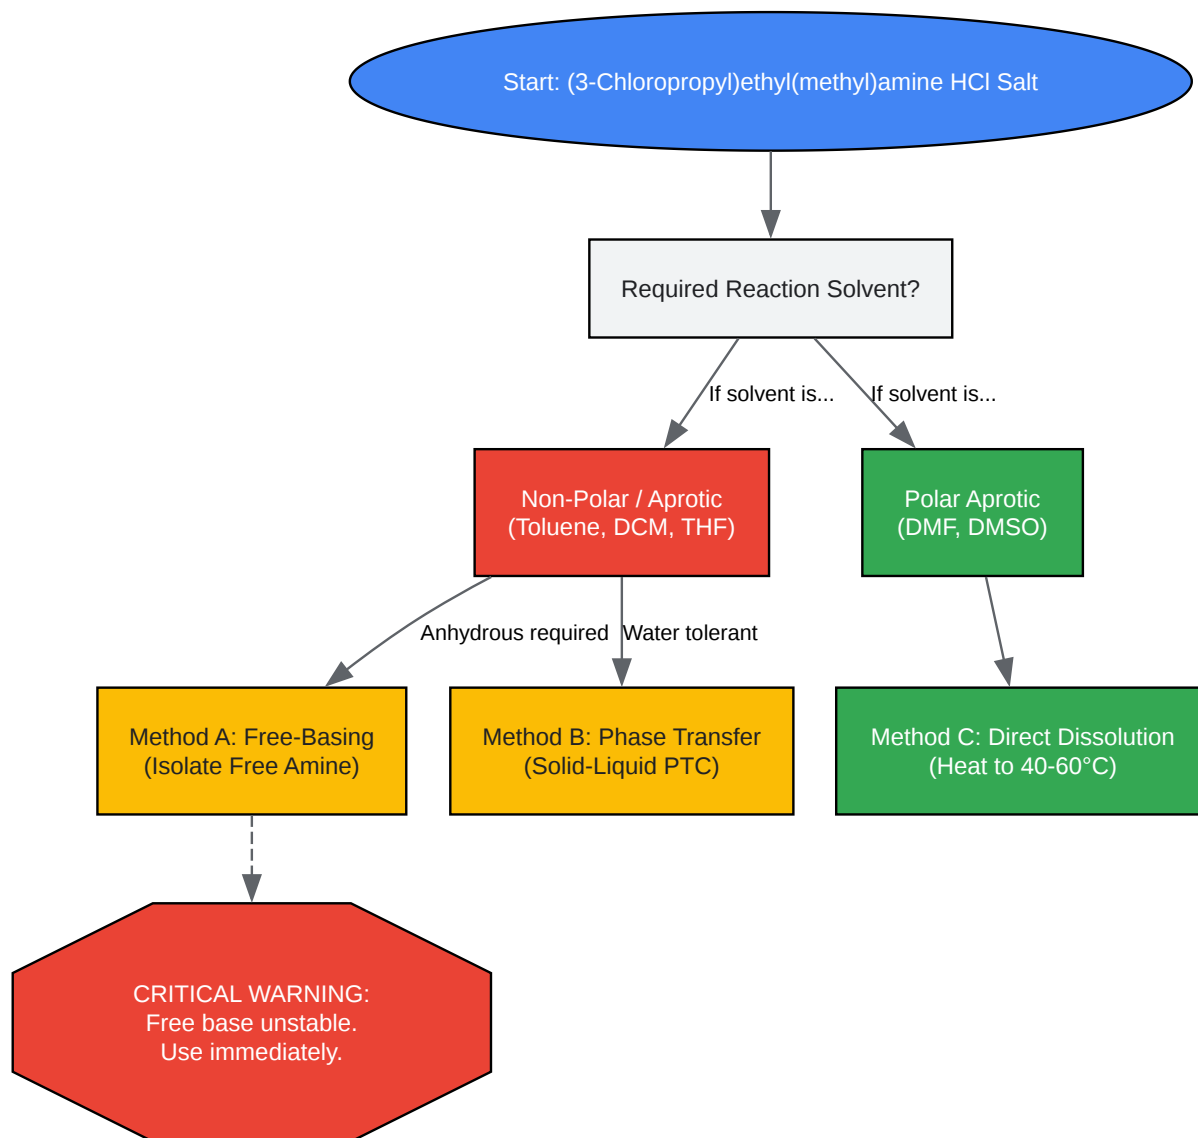 Start: (3-Chloropropyl)ethyl(methyl)amine HCl Salt
Required Reaction Solvent?
If solvent is...
If solvent is...
Non-Polar / Aprotic
(Toluene, DCM, THF)
Polar Aprotic
(DMF, DMSO)
Anhydrous required
Water tolerant
Method A: Free-Basing
(Isolate Free Amine)
Method B: Phase Transfer
(Solid-Liquid PTC)
Method C: Direct Dissolution
(Heat to 40-60°C)
CRITICAL WARNING:
Free base unstable.
Use immediately.